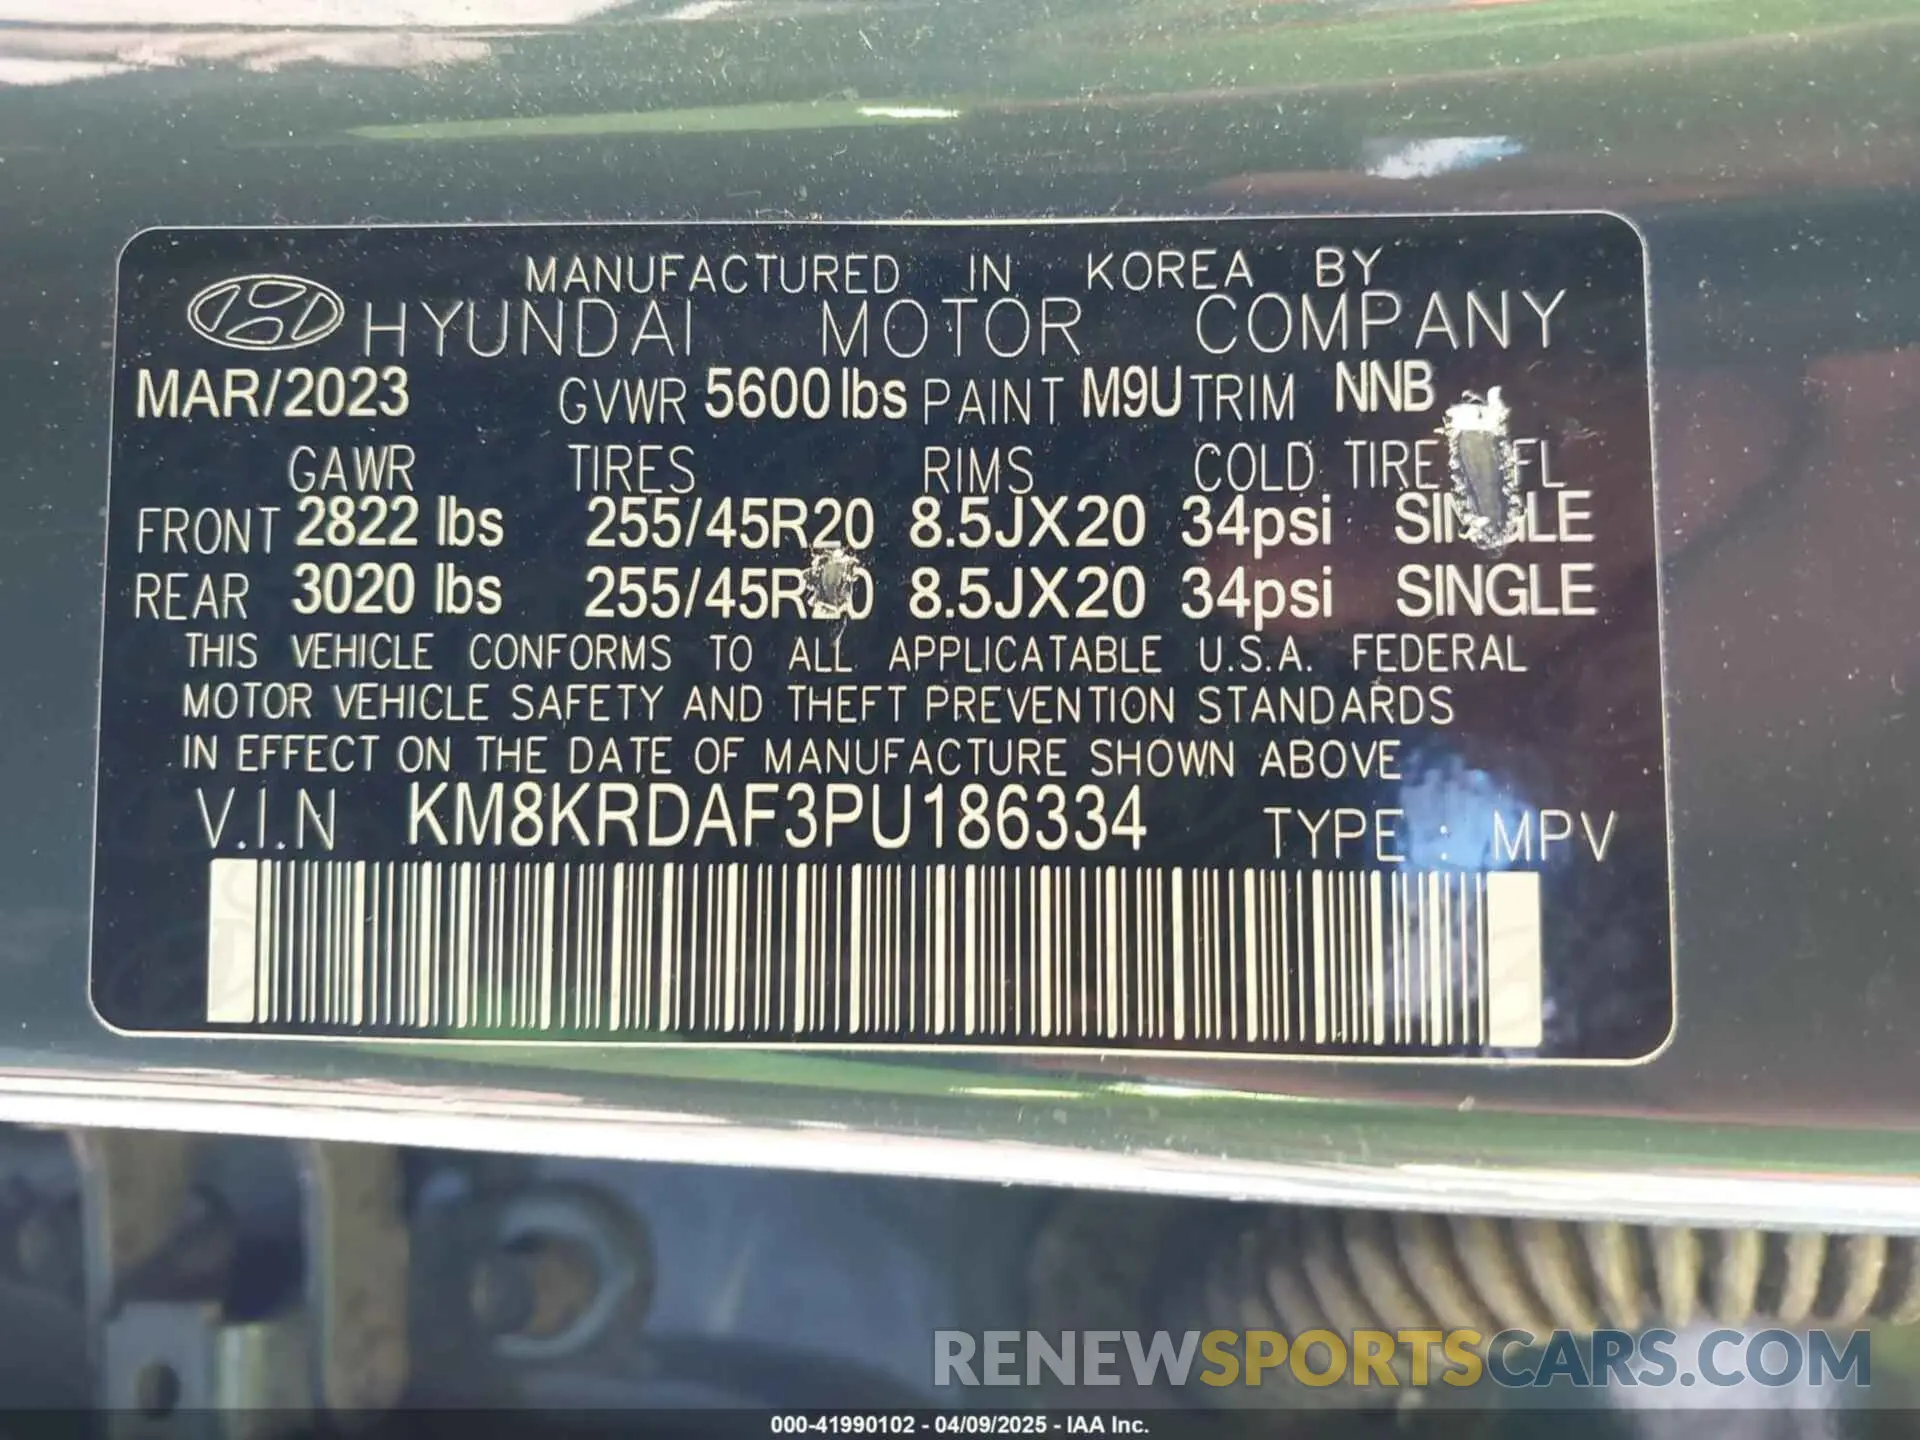 MANUFACTURED IN KOREA BY
HYUNDAI MOTOR COMPANY
MAR/2023 GVWR 5600lbs PAINT M9U TRIM NNB
GAWR TIRES RIMS COLD TIRE
FRONT 2822 lbs 255/45R20 8.5JX20 34psi SINGLE
REAR 3020 lbs 255/45R20 8.5JX20 34psi SINGLE
THIS VEHICLE CONFORMS TO ALL APPLICATABLE U.S.A. FEDERAL
MOTOR VEHICLE SAFETY AND THEFT PREVENTION STANDARDS
IN EFFECT ON THE DATE OF MANUFACTURE SHOWN ABOVE
V.I.N KM8KRDAF3PU186334 TYPE : MPV
RENEWSPORTSCARS.COM
000-41990102 - 04/09/2025 - IAA Inc.